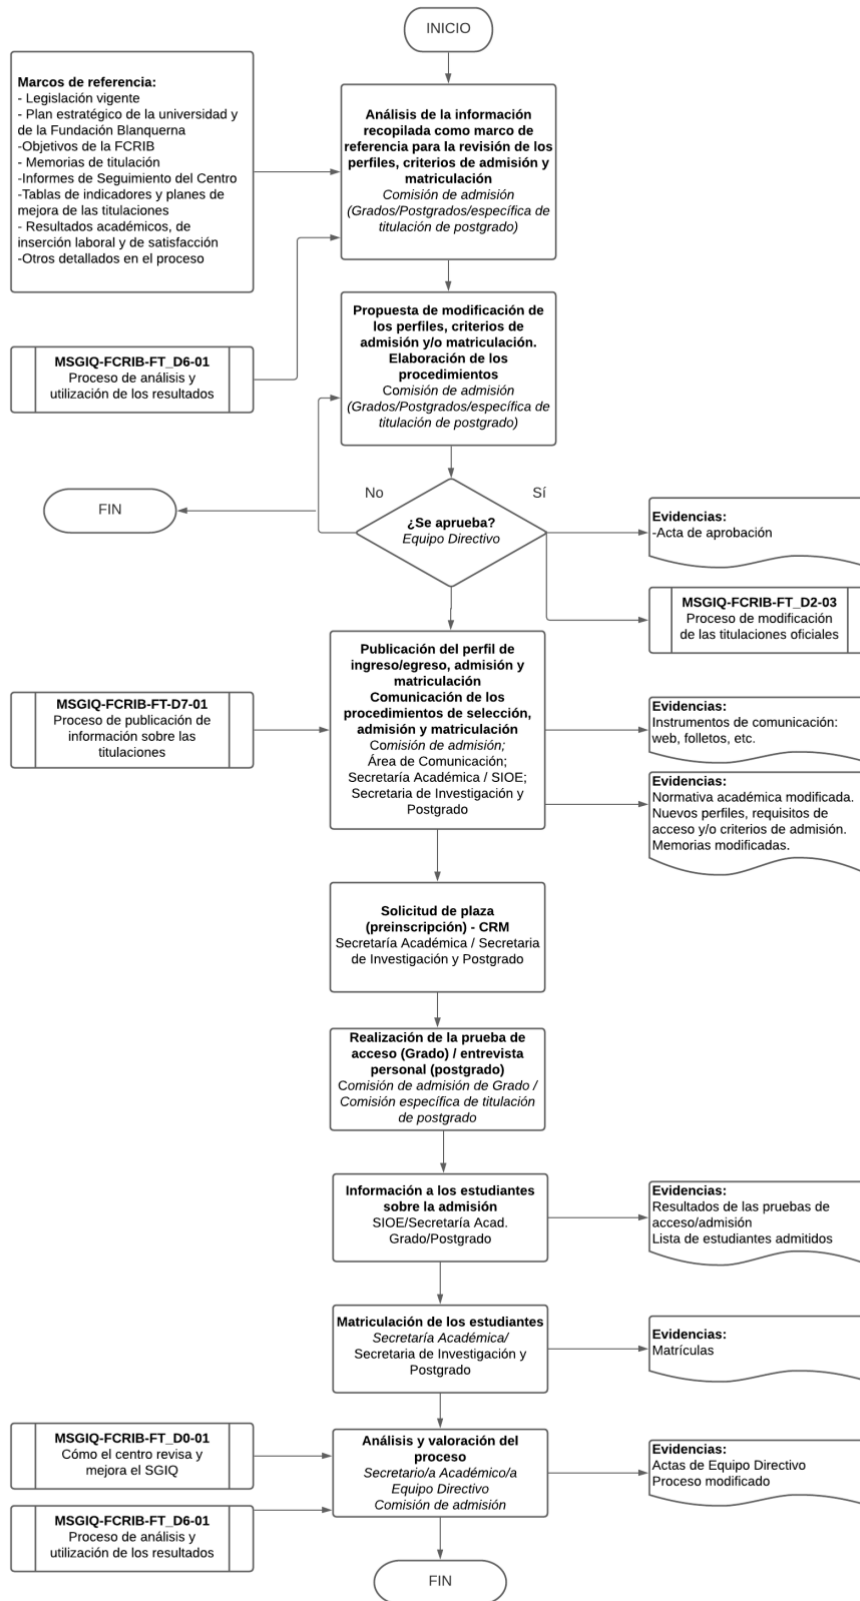 INICIO
Marcos de referencia:
- Legislación vigente
- Plan estratégico de la universidad y
de la Fundación Blanquerna
-Objetivos de la FCRIB
- Memorias de titulación
-Informes de Seguimiento del Centro
-Tablas de indicadores y planes de
mejora de las titulaciones
- Resultados académicos, de
inserción laboral y de satisfacción
-Otros detallados en el proceso
Análisis de la información
recopilada como marco de
referencia para la revisión de los
perfiles, criterios de admisión y
matriculación
Comisión de admisión
(Grados/Postgrados/específica de
titulación de postgrado)
MSGIQ-FCRIB-FT_D6-01
Proceso de análisis y
utilización de los resultados
Propuesta de modificación de
los perfiles, criterios de
admisión y/o matriculación.
Elaboración de los
procedimientos
Comisión de admisión
(Grados/Postgrados/específica de
titulación de postgrado)
No
Sí
FIN
¿Se aprueba?
Equipo Directivo
Evidencias:
-Acta de aprobación
MSGIQ-FCRIB-FT_D2-03
Proceso de modificación
de las titulaciones oficiales
MSGIQ-FCRIB-FT-D7-01
Proceso de publicación de
información sobre las
titulaciones
Publicación del perfil de
ingreso/egreso, admisión y
matriculación
Comunicación de los
procedimientos de selección,
admisión y matriculación
Comisión de admisión;
Área de Comunicación;
Secretaría Académica / SIOE;
Secretaria de Investigación y
Postgrado
Evidencias:
Instrumentos de comunicación:
web, folletos, etc.
Evidencias:
Normativa académica modificada.
Nuevos perfiles, requisitos de
acceso y/o criterios de admisión.
Memorias modificadas.
Solicitud de plaza
(preinscripción) - CRM
Secretaría Académica / Secretaria
de Investigación y Postgrado
Realización de la prueba de
acceso (Grado) / entrevista
personal (postgrado)
Comisión de admisión de Grado /
Comisión específica de titulación
de postgrado
Información a los estudiantes
sobre la admisión
SIOE/Secretaría Acad.
Grado/Postgrado
Evidencias:
Resultados de las pruebas de
acceso/admisión
Lista de estudiantes admitidos
Matriculación de los estudiantes
Secretaría Académica/
Secretaria de Investigación y
Postgrado
Evidencias:
Matrículas
MSGIQ-FCRIB-FT_D0-01
Cómo el centro revisa y
mejora el SGIQ
Análisis y valoración del
proceso
Secretario/a Académico/a
Equipo Directivo
Comisión de admisión
Evidencias:
Actas de Equipo Directivo
Proceso modificado
MSGIQ-FCRIB-FT_D6-01
Proceso de análisis y
utilización de los resultados
FIN